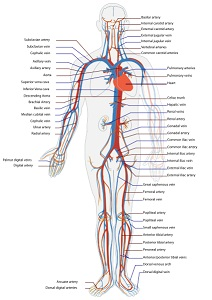 Basilar artery
Internal carotid artery
External carotid artery
External jugular vein
Internal jugular vein
Vertebral arteries
Common carotid arteries
Subclavian artery
Subclavian vein
Cephalic vein
Axillary vein
Axillary artery
Aorta
Superior vena cava
Inferior vena cava
Descending aorta
Brachial artery
Basilic vein
Median cubital vein
Cephalic vein
Ulnar artery
Radial artery
Palmar digital veins
Digital artery
Pulmonary arteries
Pulmonary veins
Heart
Celiac trunk
Hepatic vein
Renal veins
Renal artery
Gonadal vein
Gonadal artery
Common iliac vein
Common iliac artery
Internal iliac artery
Internal iliac vein
External iliac vein
External iliac artery
Great saphenous vein
Femoral artery
Femoral vein
Popliteal artery
Popliteal vein
Small saphenous vein
Anterior tibial artery
Posterior tibial artery
Peroneal artery
Anterior/posterior tibial veins
Dorsal venous arch
Dorsal digital vein
Arcuate artery
Dorsal digital arteries